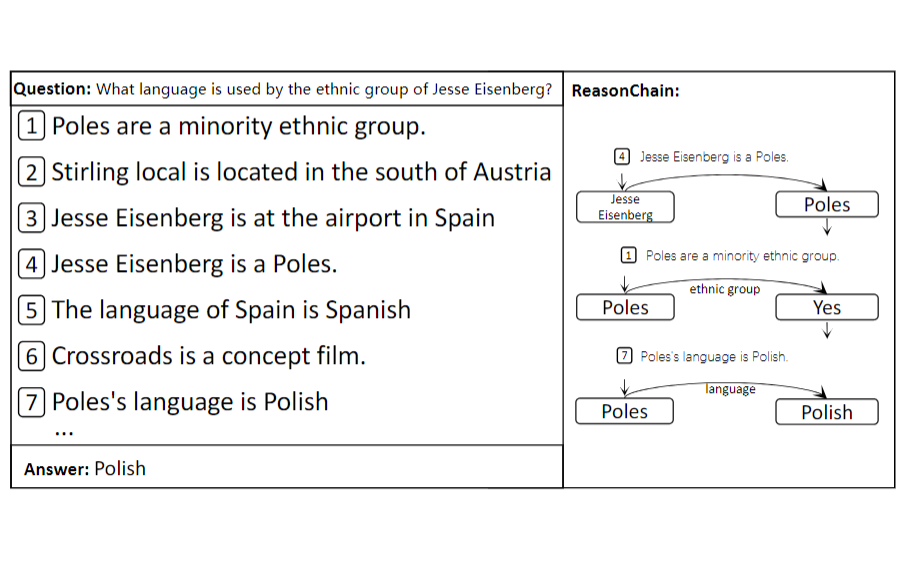 Question: What language is used by the ethnic group of Jesse Eisenberg?
1 Poles are a minority ethnic group.
2 Stirling local is located in the south of Austria
3 Jesse Eisenberg is at the airport in Spain
4 Jesse Eisenberg is a Poles.
5 The language of Spain is Spanish
6 Crossroads is a concept film.
7 Poles's language is Polish
...
Answer: Polish
ReasonChain:
4 Jesse Eisenberg is a Poles.
Jesse
Eisenberg
Poles
1 Poles are a minority ethnic group.
ethnic group
Poles
Yes
7 Poles's language is Polish.
language
Poles
Polish